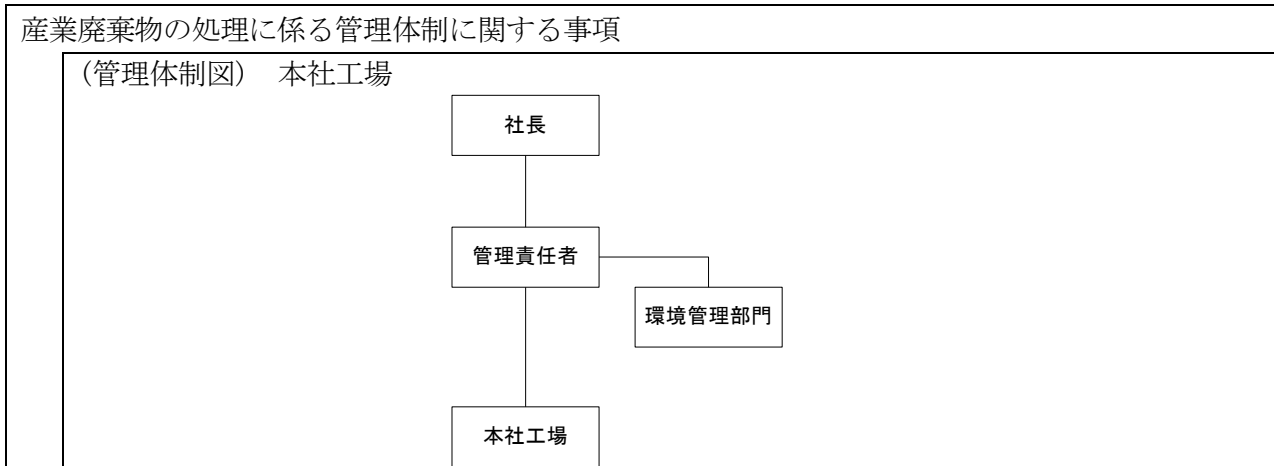 産業廃棄物の処理に係る管理体制に関する事項
（管理体制図）　本社工場
社長
管理責任者
環境管理部門
本社工場